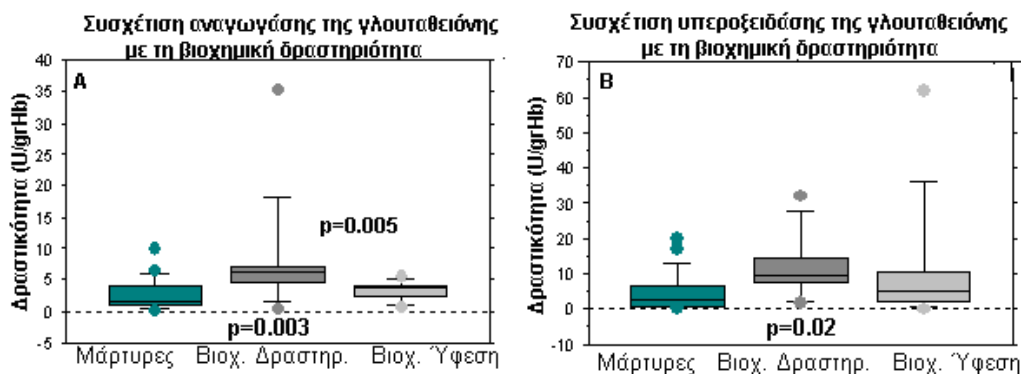 Συσχέτιση αναγωγάσης της γλουταθειόνης
με τη βιοχημική δραστηριότητα
A
Δραστικότητα (U/grHb)
40
35
30
25
20
15
10
5
0
-5
p=0.005
p=0.003
Μάρτυρες Βιοχ. Δραστηρ. Βιοχ. Ύφεση
Συσχέτιση υπεροξειδάσης της γλουταθειόνης
με τη βιοχημική δραστηριότητα
B
Δραστικότητα (U/grHb)
70
60
50
40
30
20
10
0
-10
p=0.02
Μάρτυρες Βιοχ. Δραστηρ. Βιοχ. Ύφεση